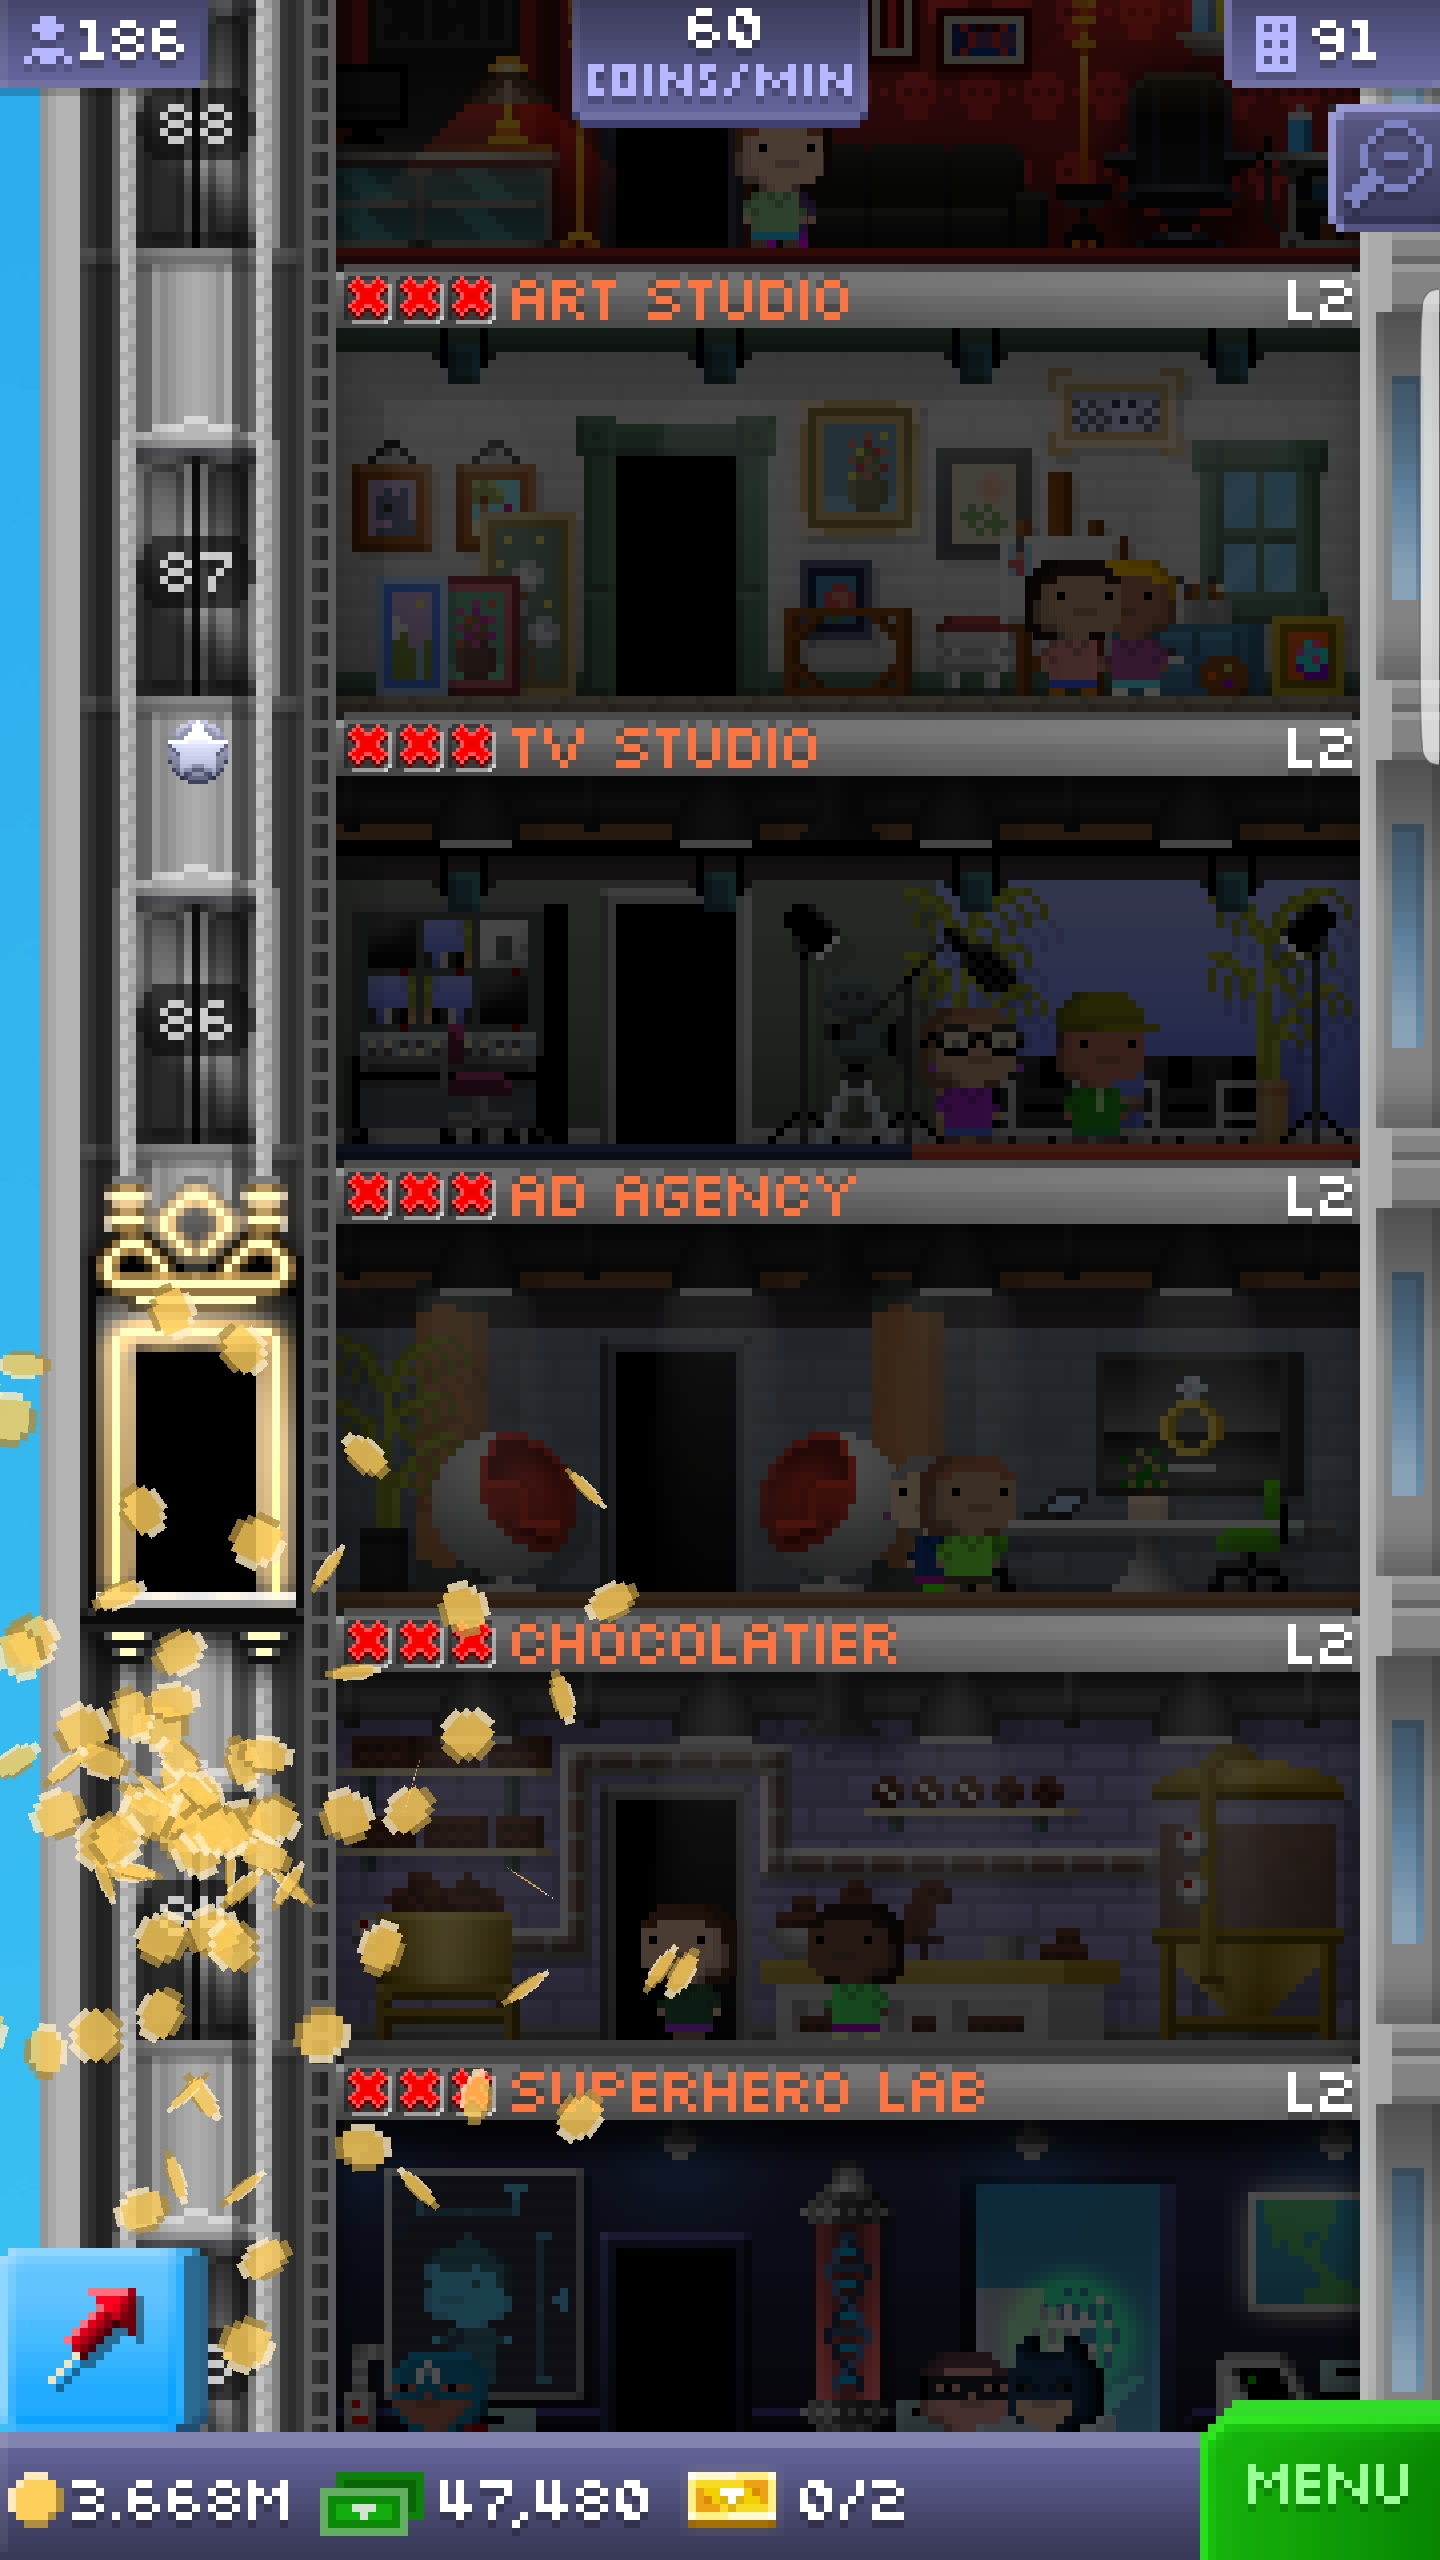 186
60
COINS/MIN
91
88
ART STUDIO L2
87
TV STUDIO L2
86
AD AGENCY L2
CHOCOLATIER L2
SUPERHERO LAB L2
3.668M 47,480 0/2
MENU